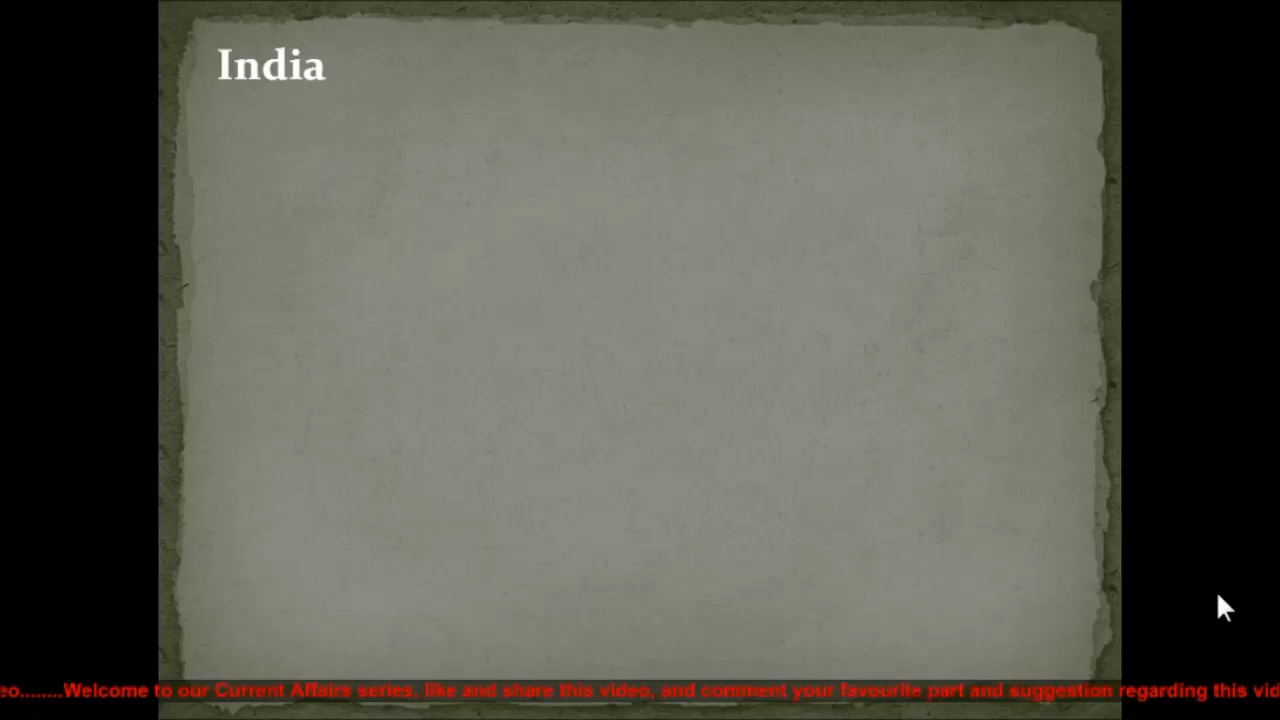 India
eo........Welcome to our Current Affairs series, like and share this video, and comment your favourite part and suggestion regarding this vid